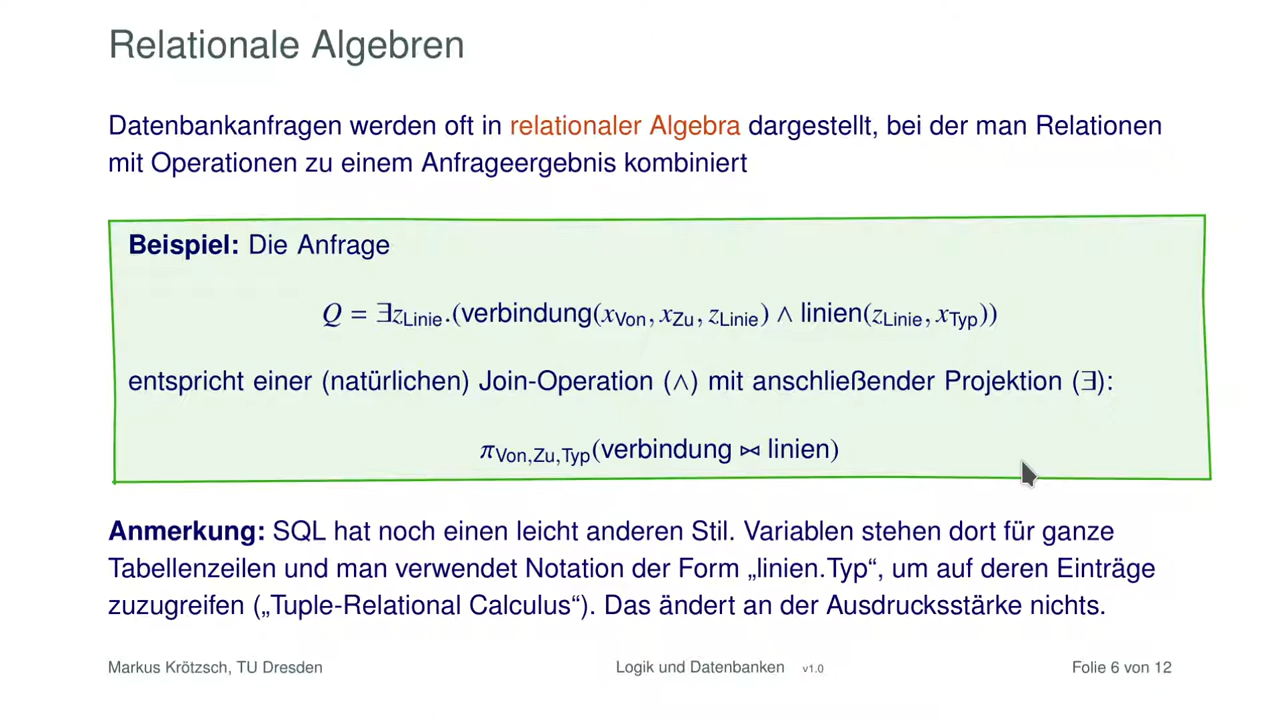 Relationale Algebren
Datenbankanfragen werden oft in relationaler Algebra dargestellt, bei der man Relationen
mit Operationen zu einem Anfrageergebnis kombiniert
Beispiel: Die Anfrage
Q = ∃z_Linie.(verbindung(x_Von, x_Zu, z_Linie) ∧ linien(z_Linie, x_Typ))
entspricht einer (natürlichen) Join-Operation (∧) mit anschließender Projektion (∃):
π_Von,Zu,Typ(verbindung ⋈ linien)
Anmerkung: SQL hat noch einen leicht anderen Stil. Variablen stehen dort für ganze
Tabellenzeilen und man verwendet Notation der Form „linien.Typ“, um auf deren Einträge
zuzugreifen („Tuple-Relational Calculus“). Das ändert an der Ausdrucksstärke nichts.
Markus Krötzsch, TU Dresden Logik und Datenbanken v1.0 Folie 6 von 12